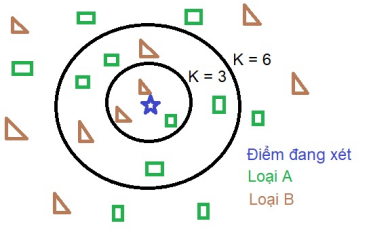 K = 6
K = 3
Điểm đang xét
Loại A
Loại B